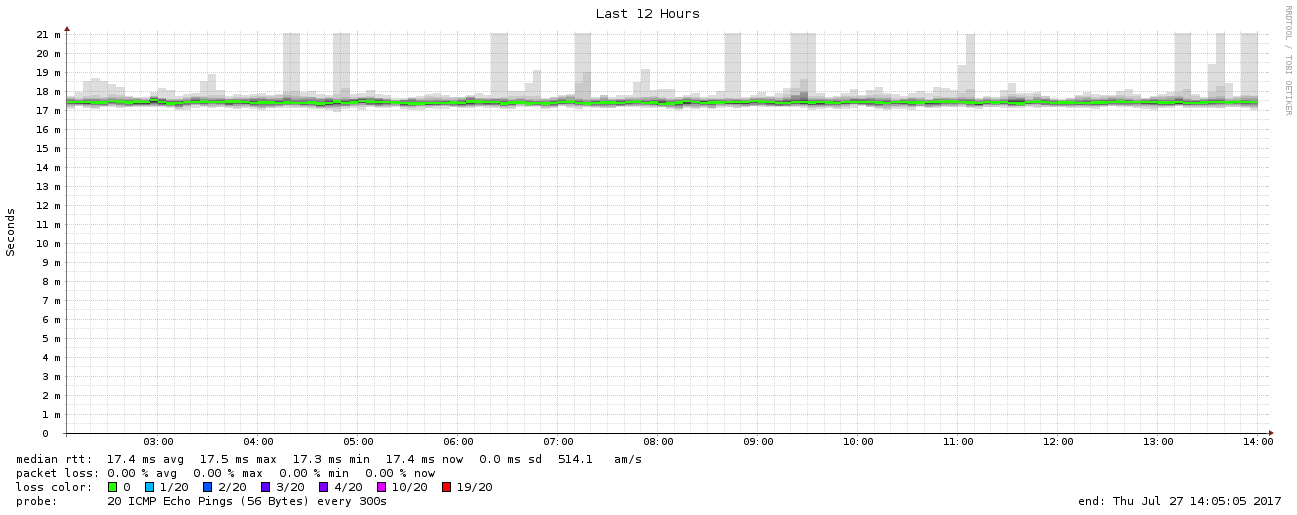 Last 12 Hours
RRDTOOL / TOBI OETIKER
Seconds
21 m
20 m
19 m
18 m
17 m
16 m
15 m
14 m
13 m
12 m
11 m
10 m
9 m
8 m
7 m
6 m
5 m
4 m
3 m
2 m
1 m
0
03:00 04:00 05:00 06:00 07:00 08:00 09:00 10:00 11:00 12:00 13:00 14:00
median rtt: 17.4 ms avg 17.5 ms max 17.3 ms min 17.4 ms now 0.0 ms sd 514.1 am/s
packet loss: 0.00 % avg 0.00 % max 0.00 % min 0.00 % now
loss color: 0 1/20 2/20 3/20 4/20 10/20 19/20
probe: 20 ICMP Echo Pings (56 Bytes) every 300s end: Thu Jul 27 14:05:05 2017